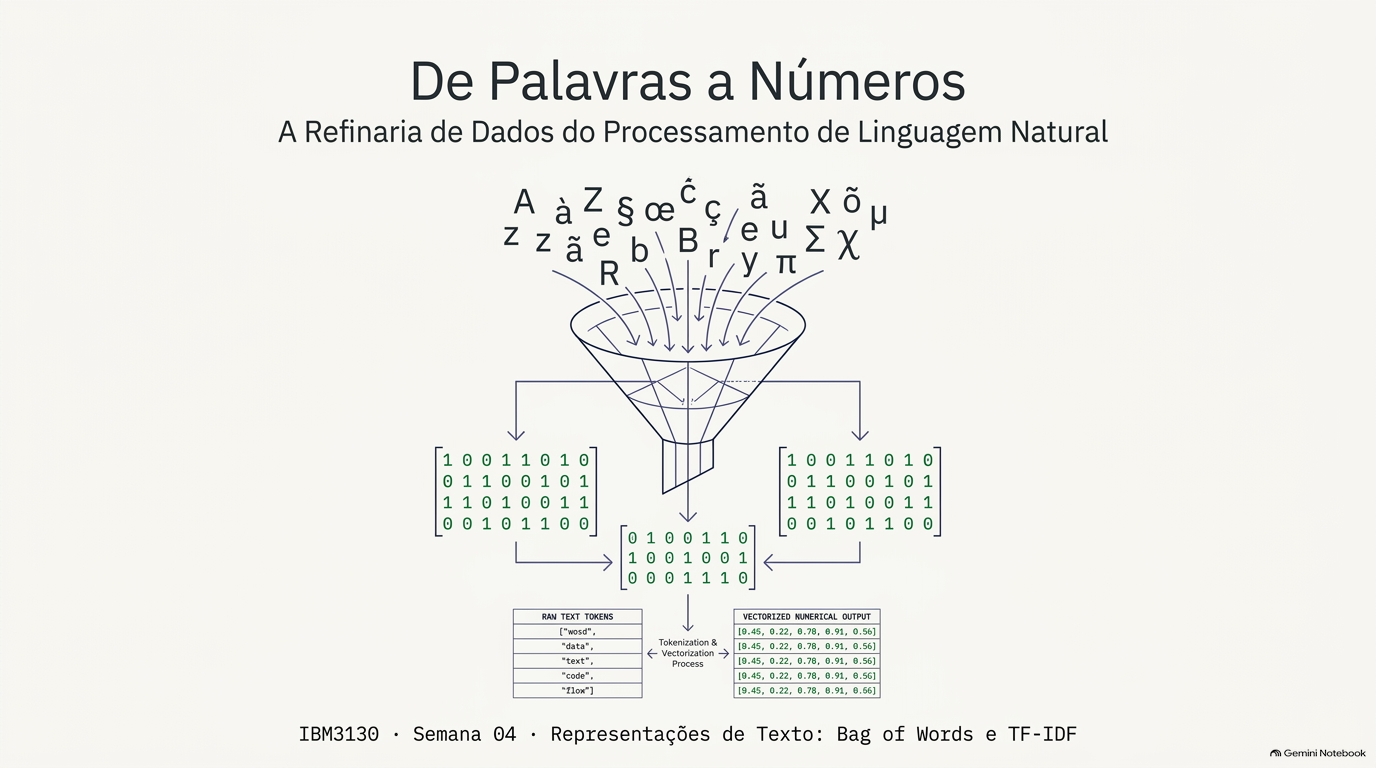 De Palavras a Números
A Refinaria de Dados do Processamento de Linguagem Natural
A à Z § œ ć ç ã X õ µ
z z ã e b B r e u Σ χ
R y π
1 0 0 1 1 0 1 0
0 1 1 0 0 1 0 1
1 1 0 1 0 0 1 1
0 0 1 0 1 1 0 0
1 0 0 1 1 0 1 0
0 1 1 0 0 1 0 1
1 1 0 1 0 0 1 1
0 0 1 0 1 1 0 0
0 1 0 0 1 1 0
1 0 0 1 0 0 1
0 0 0 1 1 1 0
RAW TEXT TOKENS
["wosd",
"data",
"text",
"code",
"flow"]
Tokenization &
Vectorization
Process
VECTORIZED NUMERICAL OUTPUT
[0.45, 0.22, 0.78, 0.91, 0.56]
[0.45, 0.22, 0.78, 0.91, 0.56]
[0.45, 0.22, 0.78, 0.91, 0.56]
[0.45, 0.22, 0.78, 0.91, 0.56]
[0.45, 0.22, 0.78, 0.91, 0.66]
IBM3130 · Semana 04 · Representações de Texto: Bag of Words e TF-IDF
Gemini Notebook